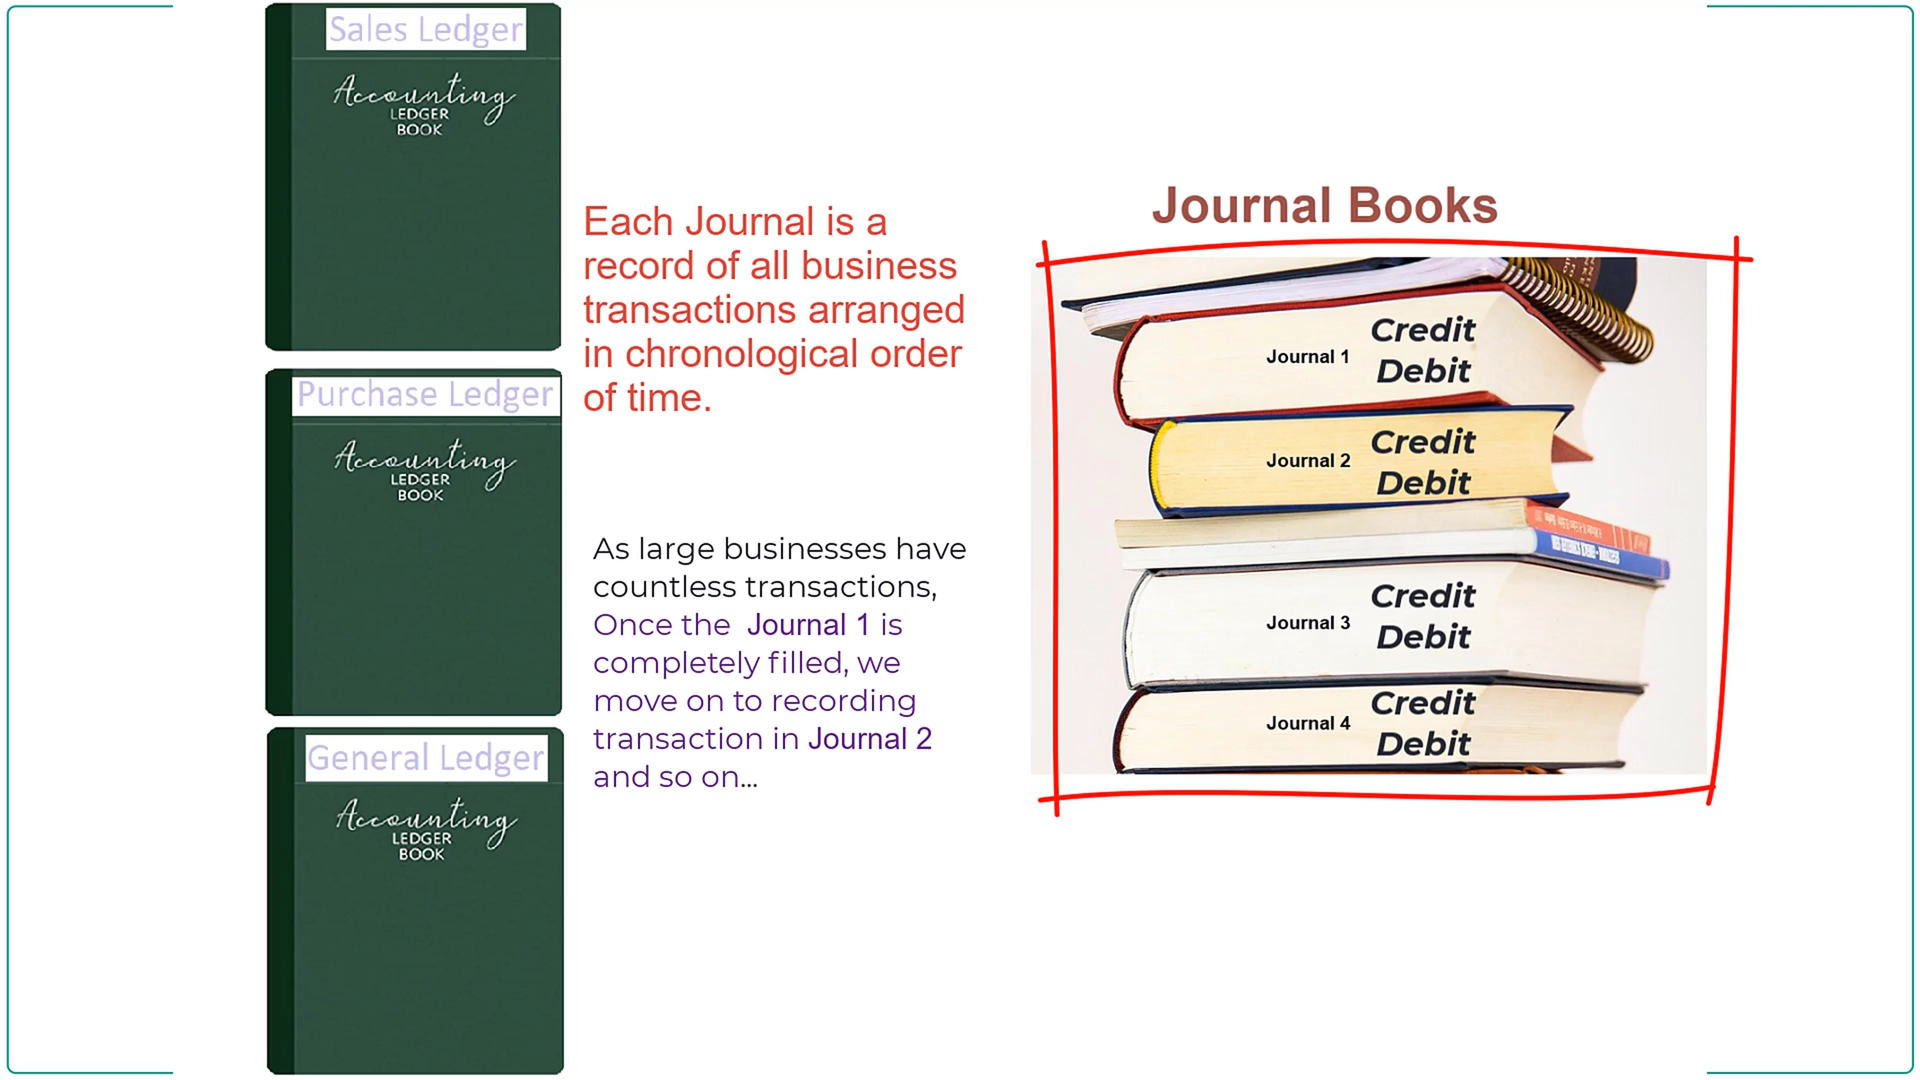 Sales Ledger
Accounting
LEDGER
BOOK
Purchase Ledger
Accounting
LEDGER
BOOK
General Ledger
Accounting
LEDGER
BOOK
Each Journal is a
record of all business
transactions arranged
in chronological order
of time.
As large businesses have
countless transactions,
Once the Journal 1 is
completely filled, we
move on to recording
transaction in Journal 2
and so on...
Journal Books
Journal 1
Credit
Debit
Journal 2
Credit
Debit
Journal 3
Credit
Debit
Journal 4
Credit
Debit